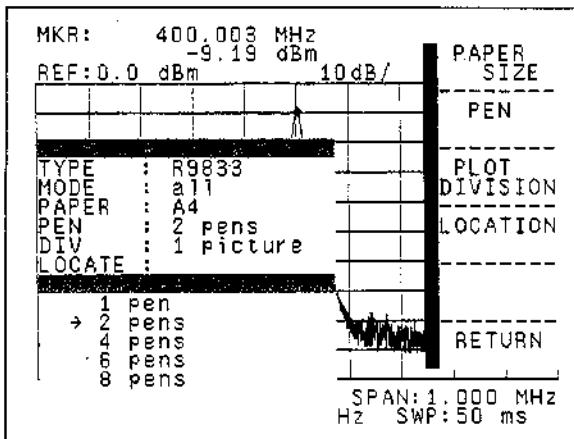 MKR: 400.003 MHz
-9.19 dBm
REF:0.0 dBm 10dB/
TYPE : R9833
MODE : all
PAPER : A4
PEN : 2 pens
DIV : 1 picture
LOCATE :
1 pen
→ 2 pens
4 pens
6 pens
8 pens
PAPER
SIZE
PEN
PLOT
DIVISION
LOCATION
RETURN
SPAN:1.000 MHz
Hz SWP:50 ms